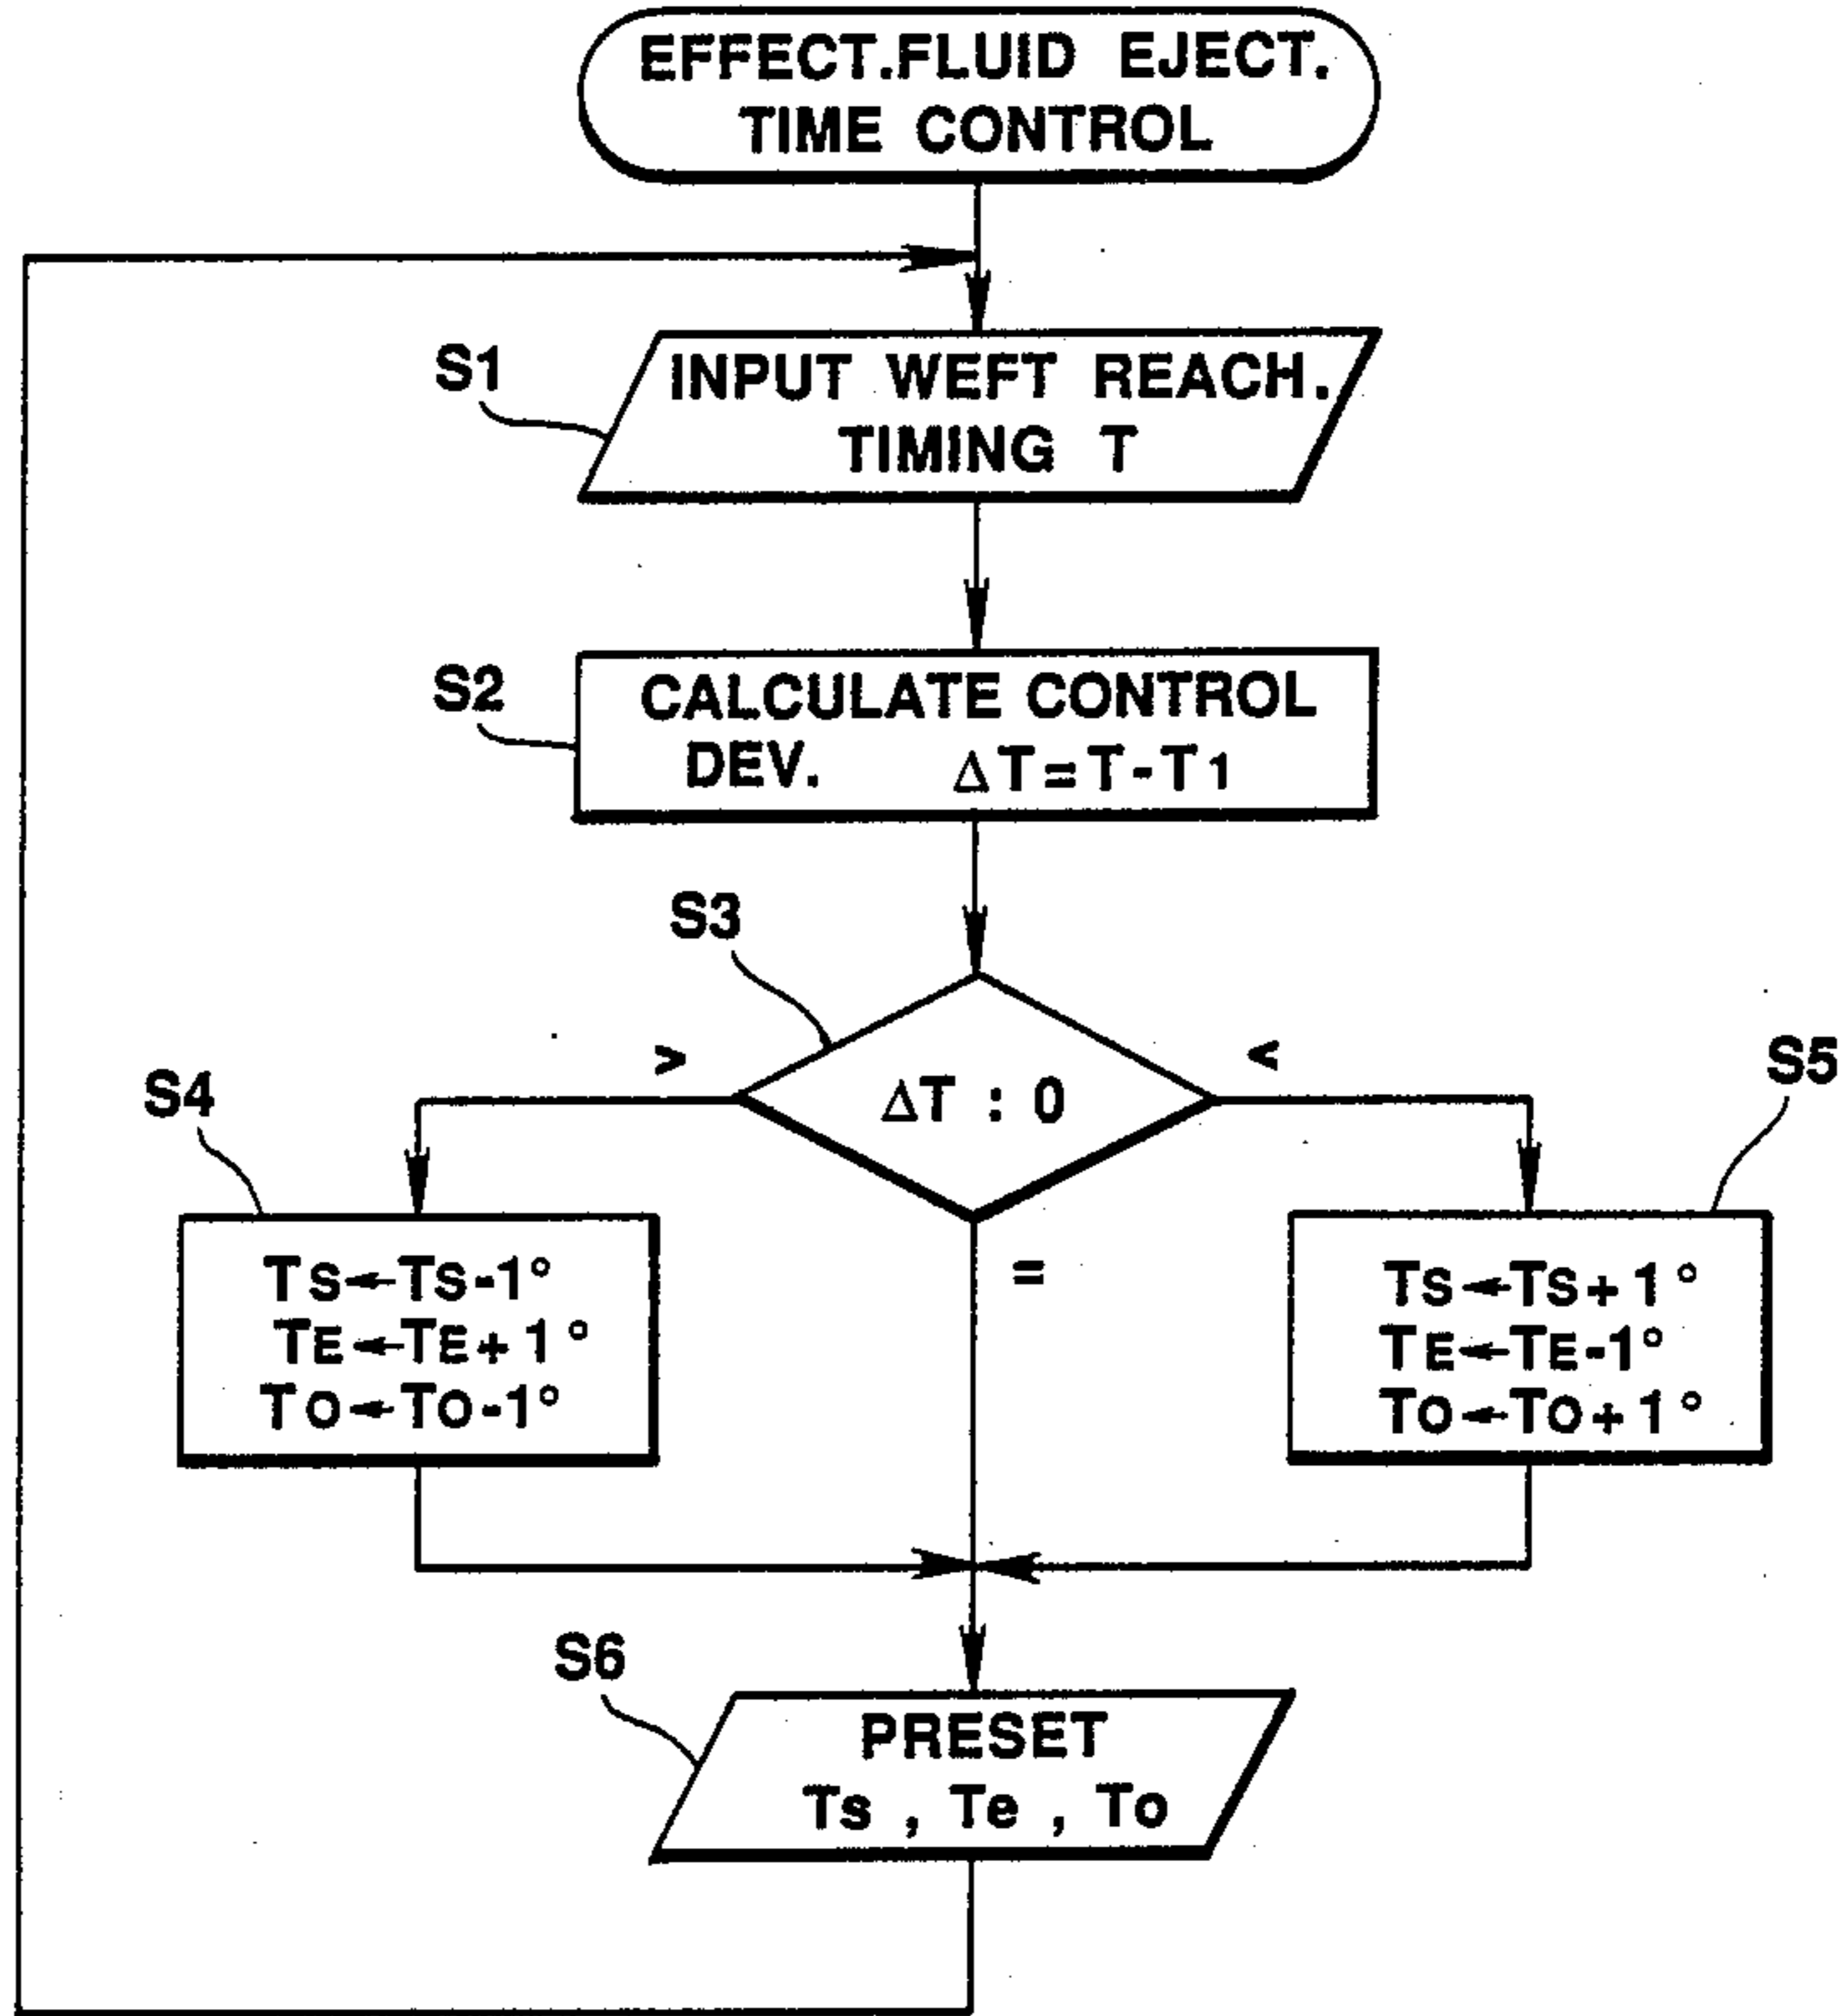 EFFECT.FLUID EJECT.
TIME CONTROL
S1
INPUT WEFT REACH.
TIMING T
S2
CALCULATE CONTROL
DEV. ΔT=T-T1
S3
>
<
ΔT : 0
=
S4
TS←TS-1°
TE←TE+1°
TO←TO-1°
S5
TS←TS+1°
TE←TE-1°
TO←TO+1°
S6
PRESET
Ts , Te , To